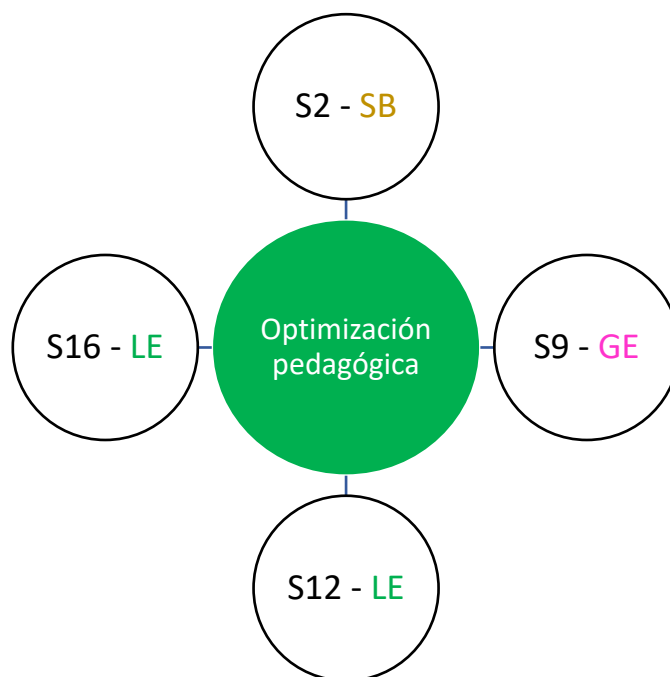 S2 - SB
S16 - LE
Optimización
pedagógica
S9 - GE
S12 - LE